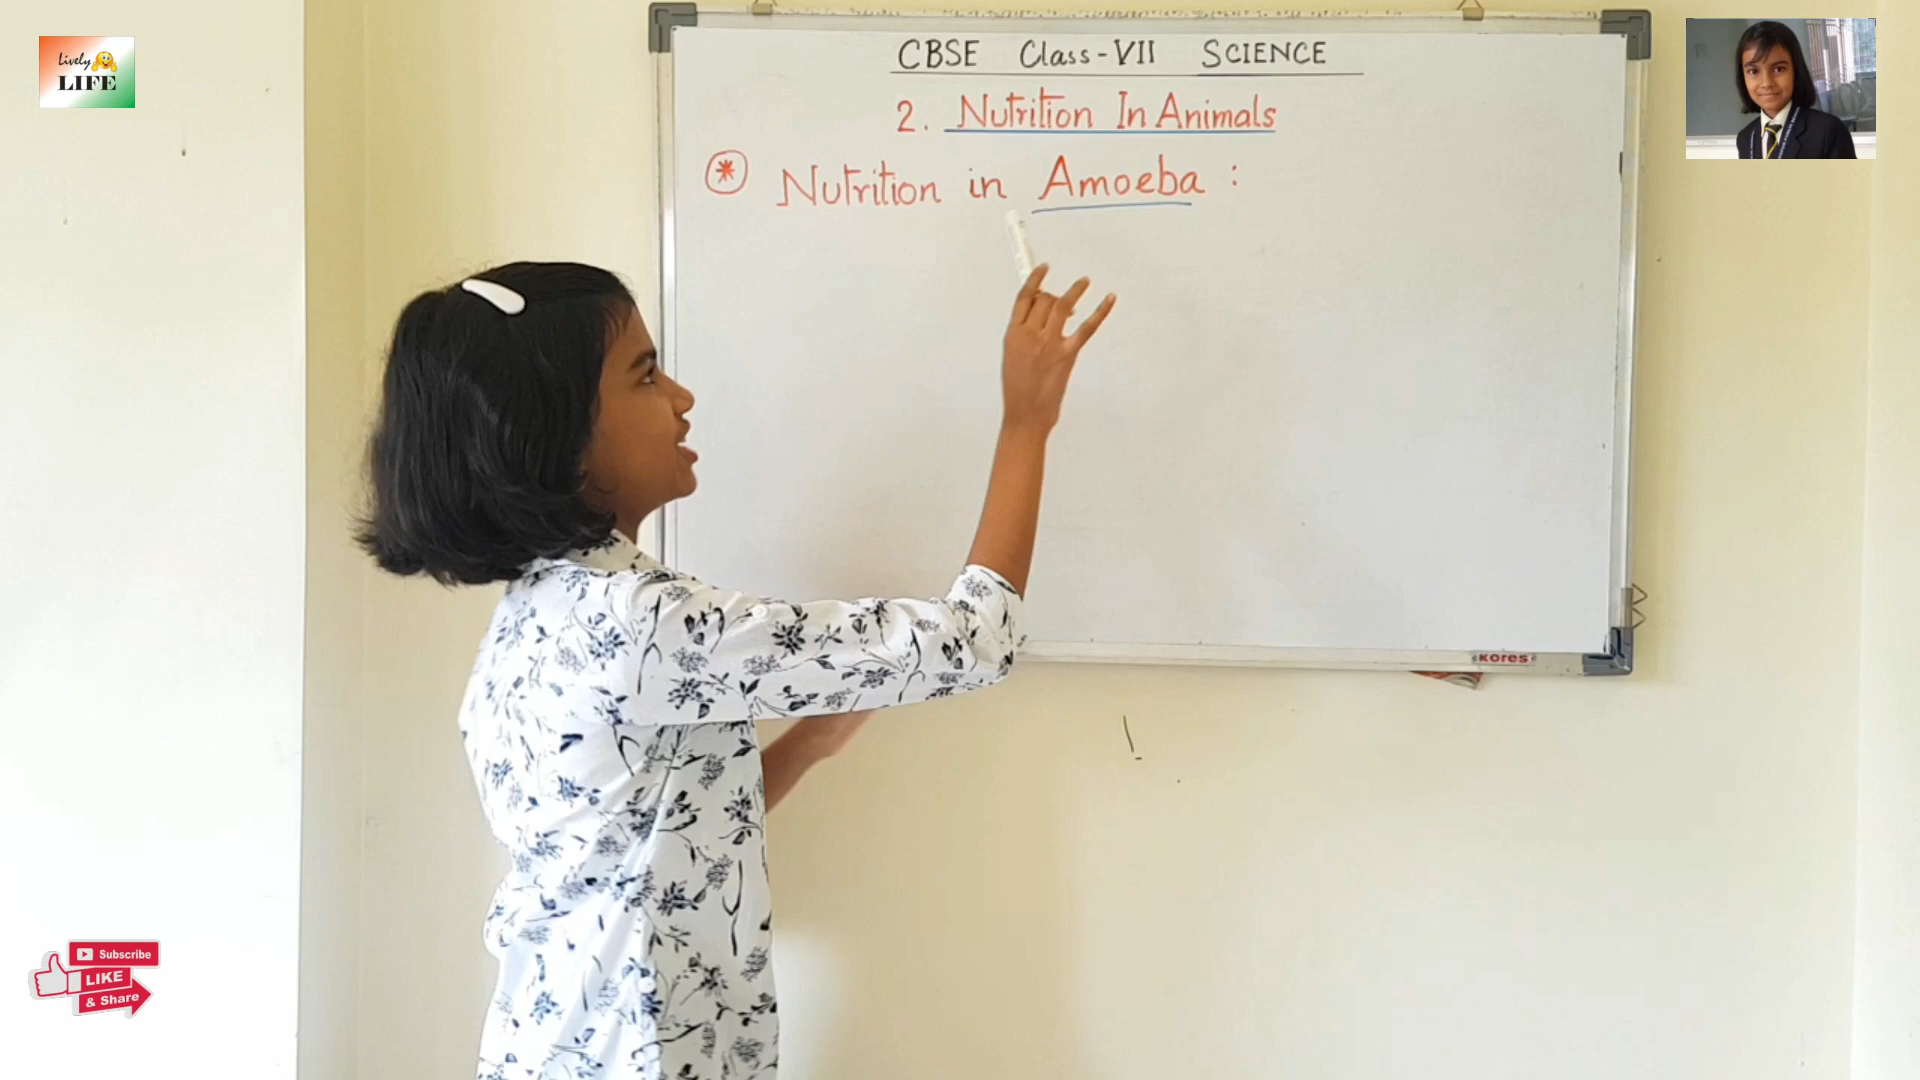 Lively
LIFE
CBSE Class-VII SCIENCE
2. Nutrition In Animals
* Nutrition in Amoeba :
Kores
Subscribe
LIKE
& Share